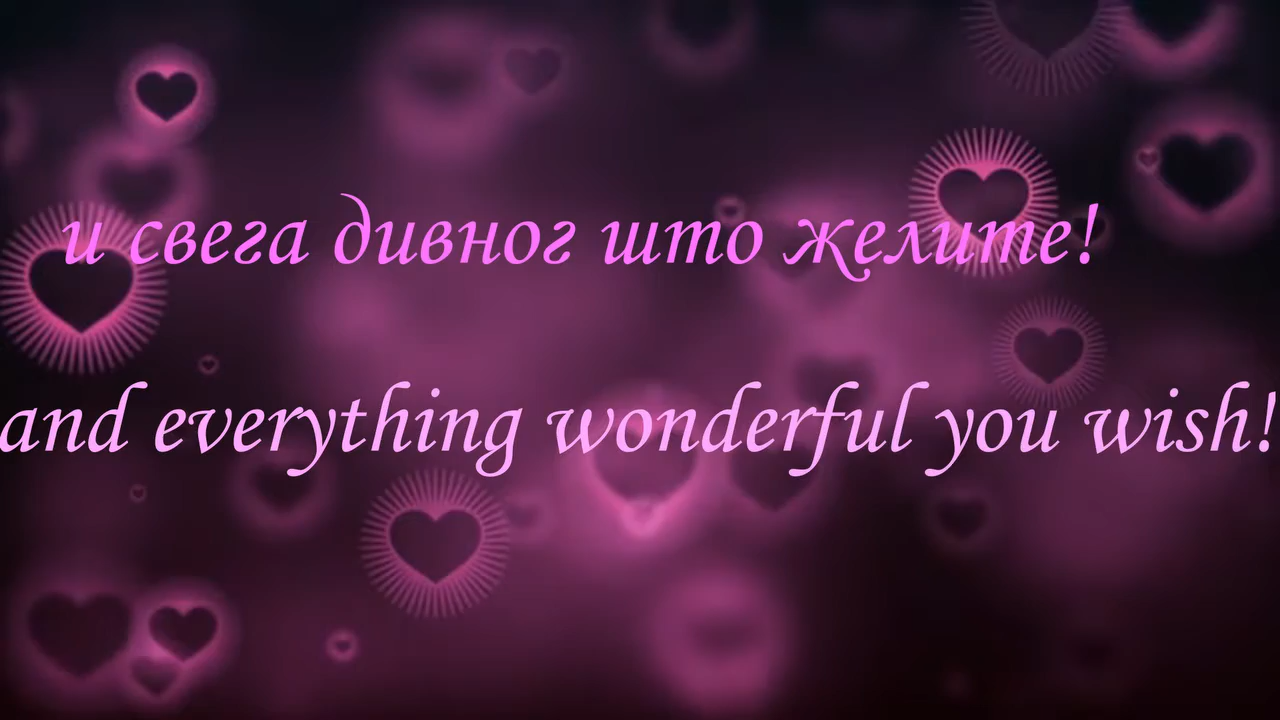 и свега дивног што желите!
and everything wonderful you wish!